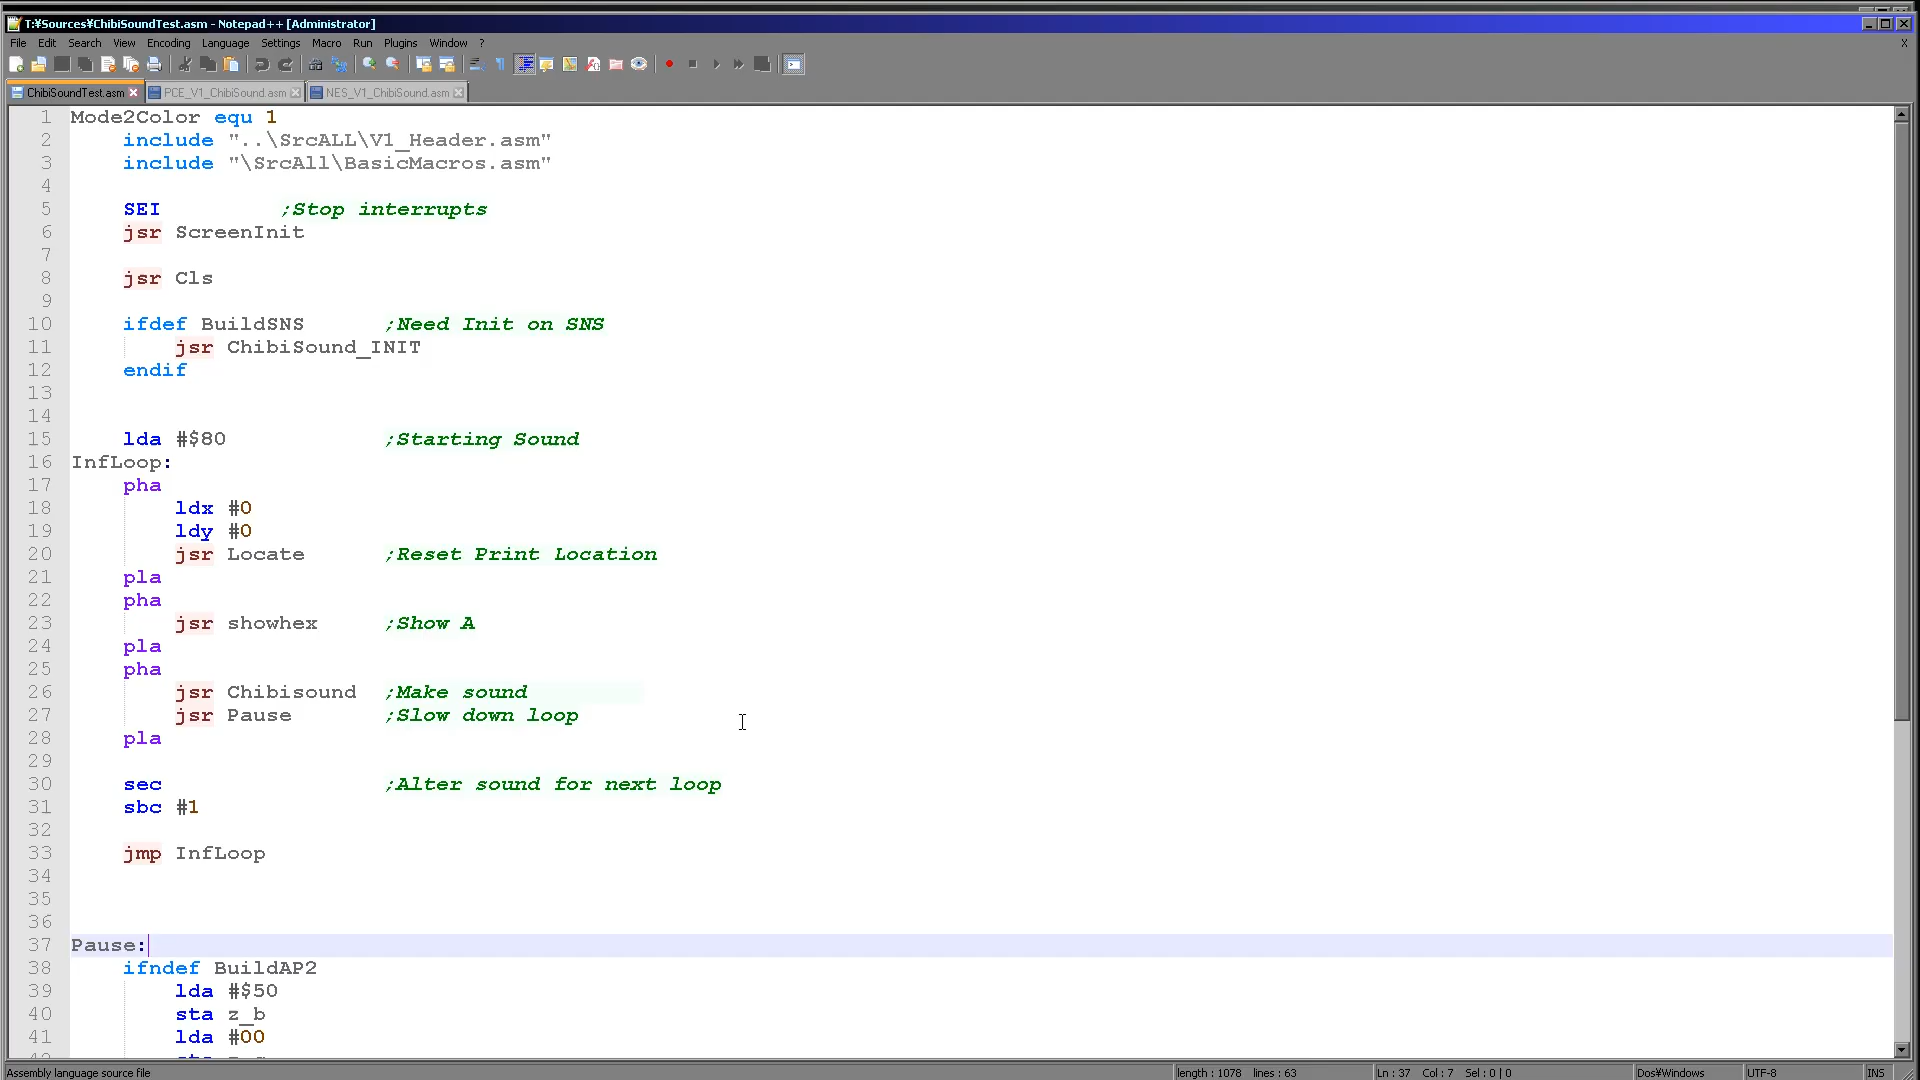 T:¥Sources¥ChibiSoundTest.asm - Notepad++ [Administrator]
File Edit Search View Encoding Language Settings Macro Run Plugins Window ? X
ChibiSoundTest.asm PCE_V1_ChibiSound.asm NES_V1_ChibiSound.asm
1 Mode2Color equ 1
2 include "..\SrcALL\V1_Header.asm"
3 include "\SrcAll\BasicMacros.asm"
4
5 SEI ;Stop interrupts
6 jsr ScreenInit
7
8 jsr Cls
9
10 ifdef BuildSNS ;Need Init on SNS
11 jsr ChibiSound_INIT
12 endif
13
14
15 lda #$80 ;Starting Sound
16 InfLoop:
17 pha
18 ldx #0
19 ldy #0
20 jsr Locate ;Reset Print Location
21 pla
22 pha
23 jsr showhex ;Show A
24 pla
25 pha
26 jsr Chibisound ;Make sound
27 jsr Pause ;Slow down loop
28 pla
29
30 sec ;Alter sound for next loop
31 sbc #1
32
33 jmp InfLoop
34
35
36
37 Pause:
38 ifndef BuildAP2
39 lda #$50
40 sta z_b
41 lda #00
Assembly language source file length : 1078 lines : 63 Ln : 37 Col : 7 Sel : 0 | 0 Dos¥Windows UTF-8 INS